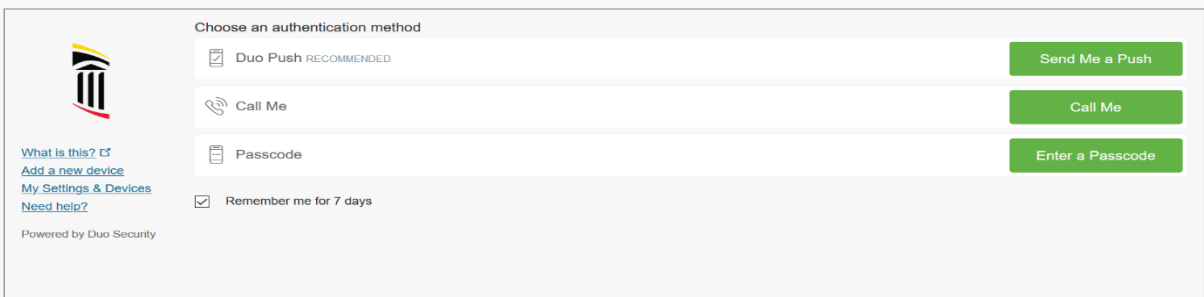 Choose an authentication method
Duo Push RECOMMENDED
Send Me a Push
Call Me
Call Me
Passcode
Enter a Passcode
Remember me for 7 days
What is this?
Add a new device
My Settings & Devices
Need help?
Powered by Duo Security